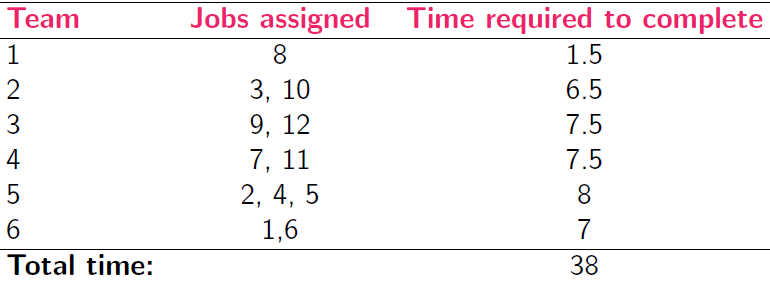 Team Jobs assigned Time required to complete
1 8 1.5
2 3, 10 6.5
3 9, 12 7.5
4 7, 11 7.5
5 2, 4, 5 8
6 1,6 7
Total time: 38